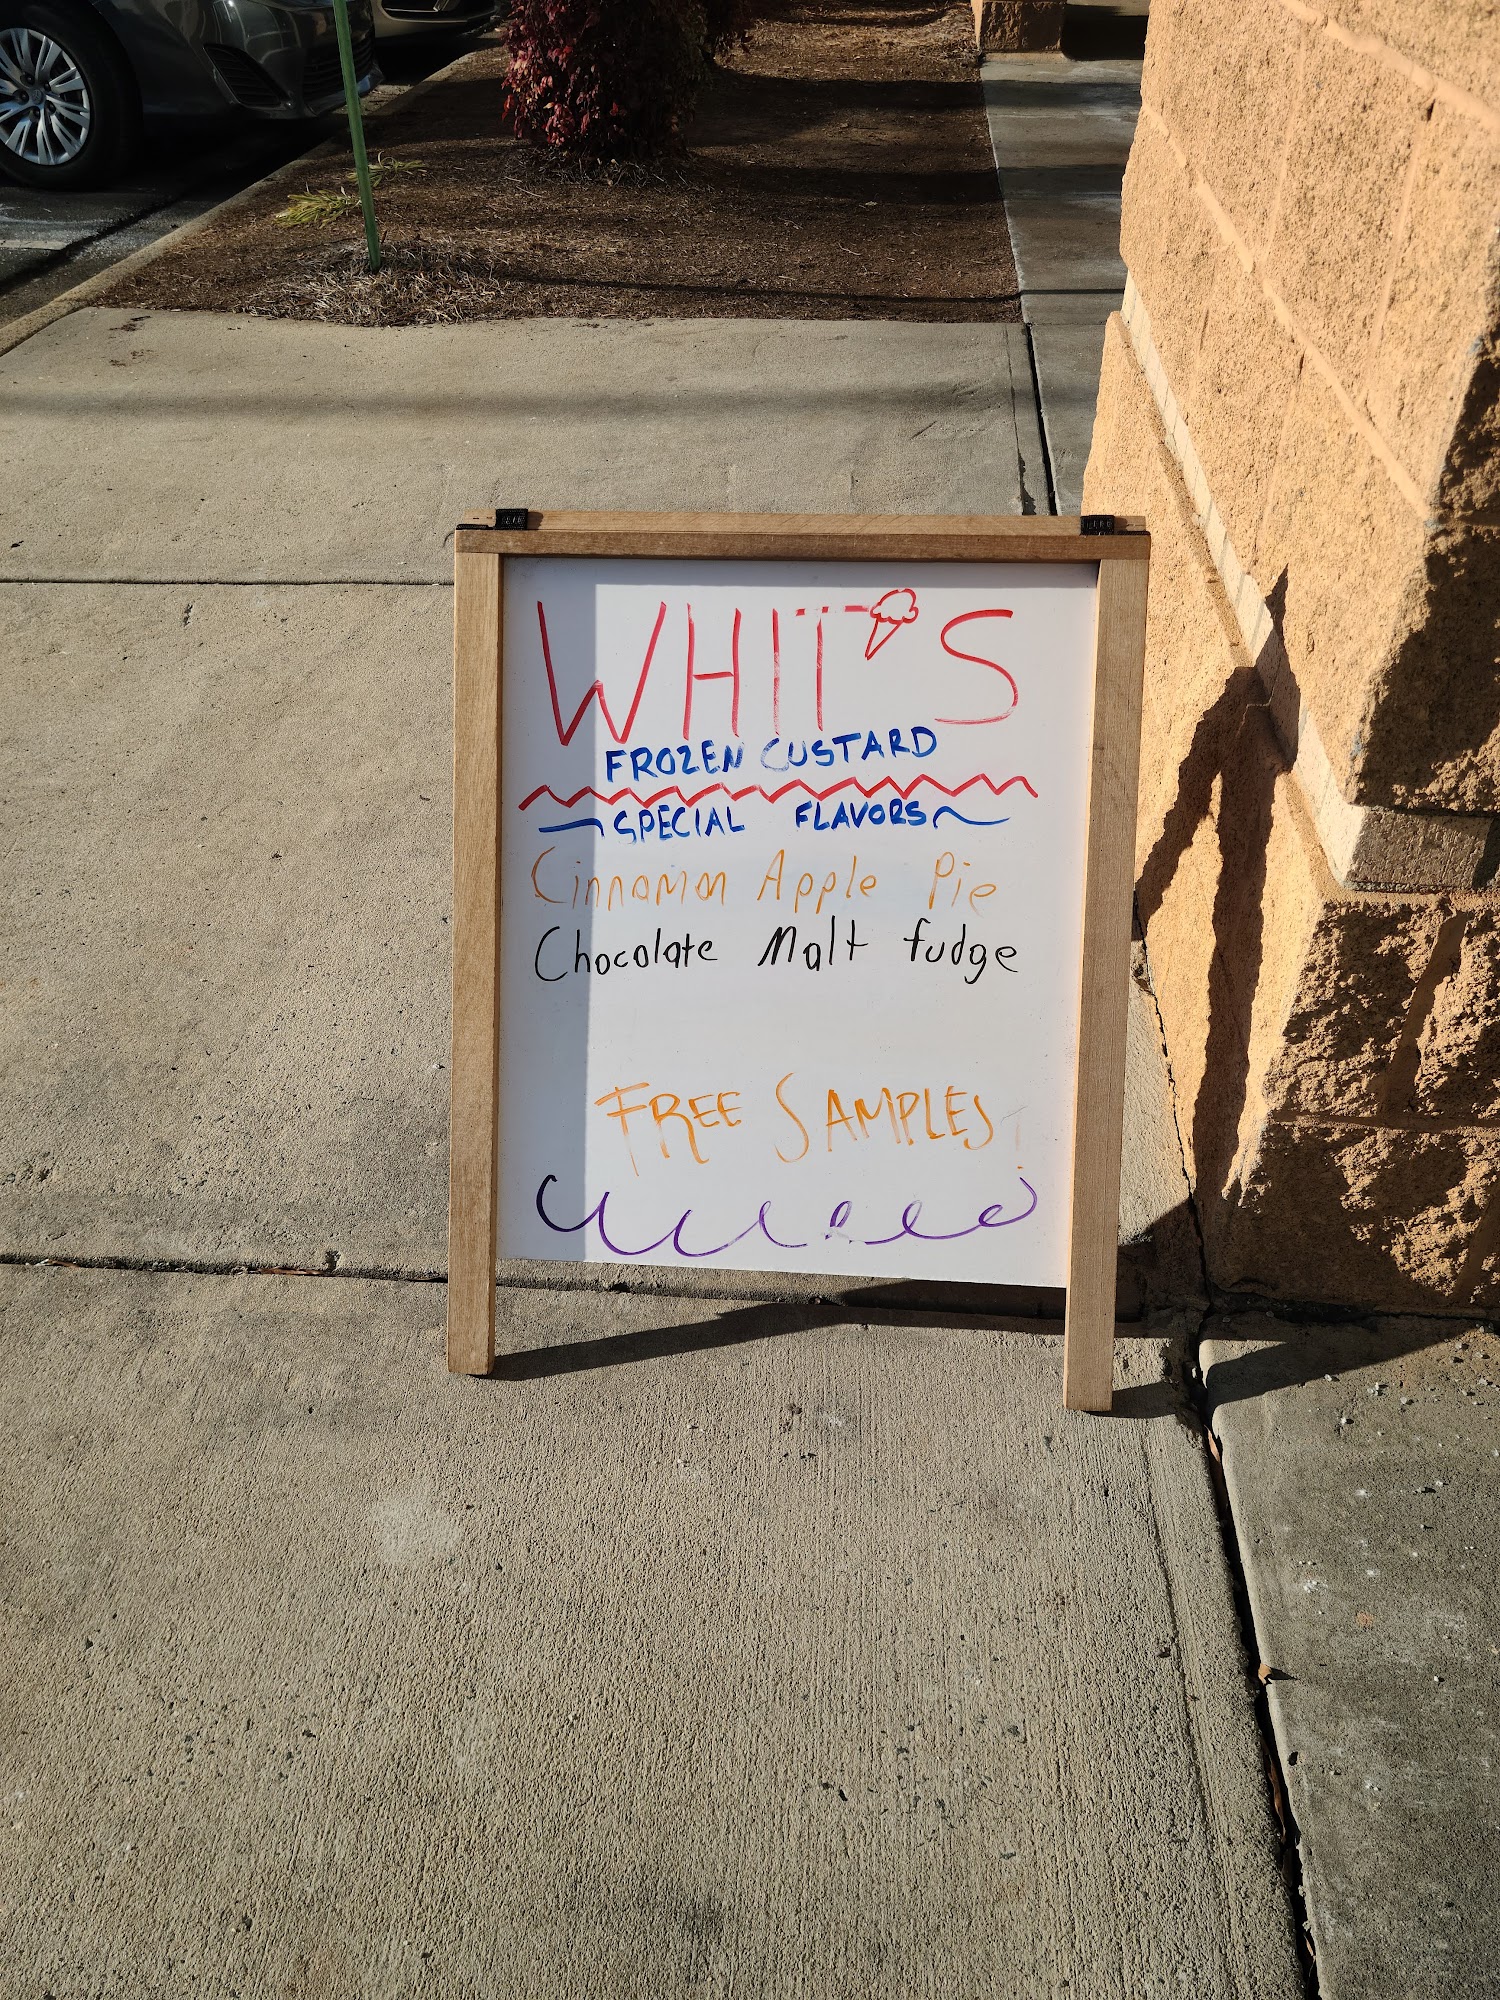 WHIT'S
FROZEN CUSTARD
SPECIAL FLAVORS
Cinnamon Apple Pie
Chocolate Malt fudge
FREE SAMPLES